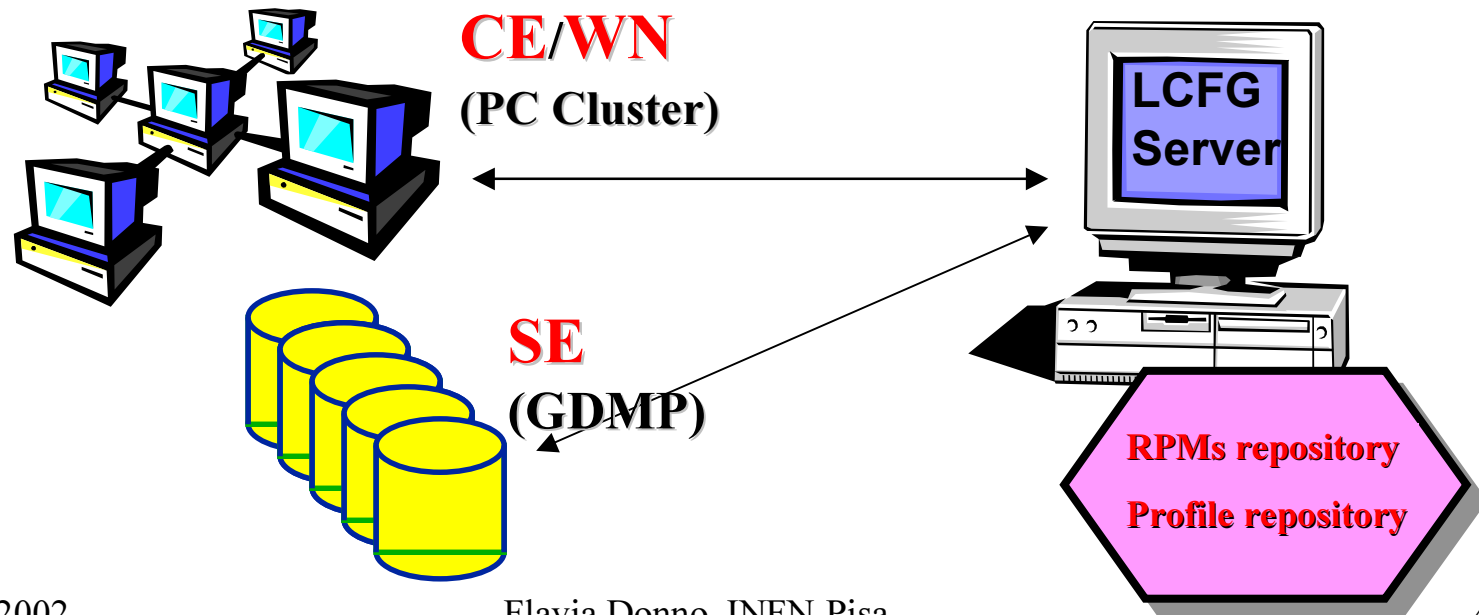 CE/WN
(PC Cluster)
LCFG
Server
SE
(GDMP)
RPMs repository
Profile repository
2002
Flavia Donno, INFN-Pisa